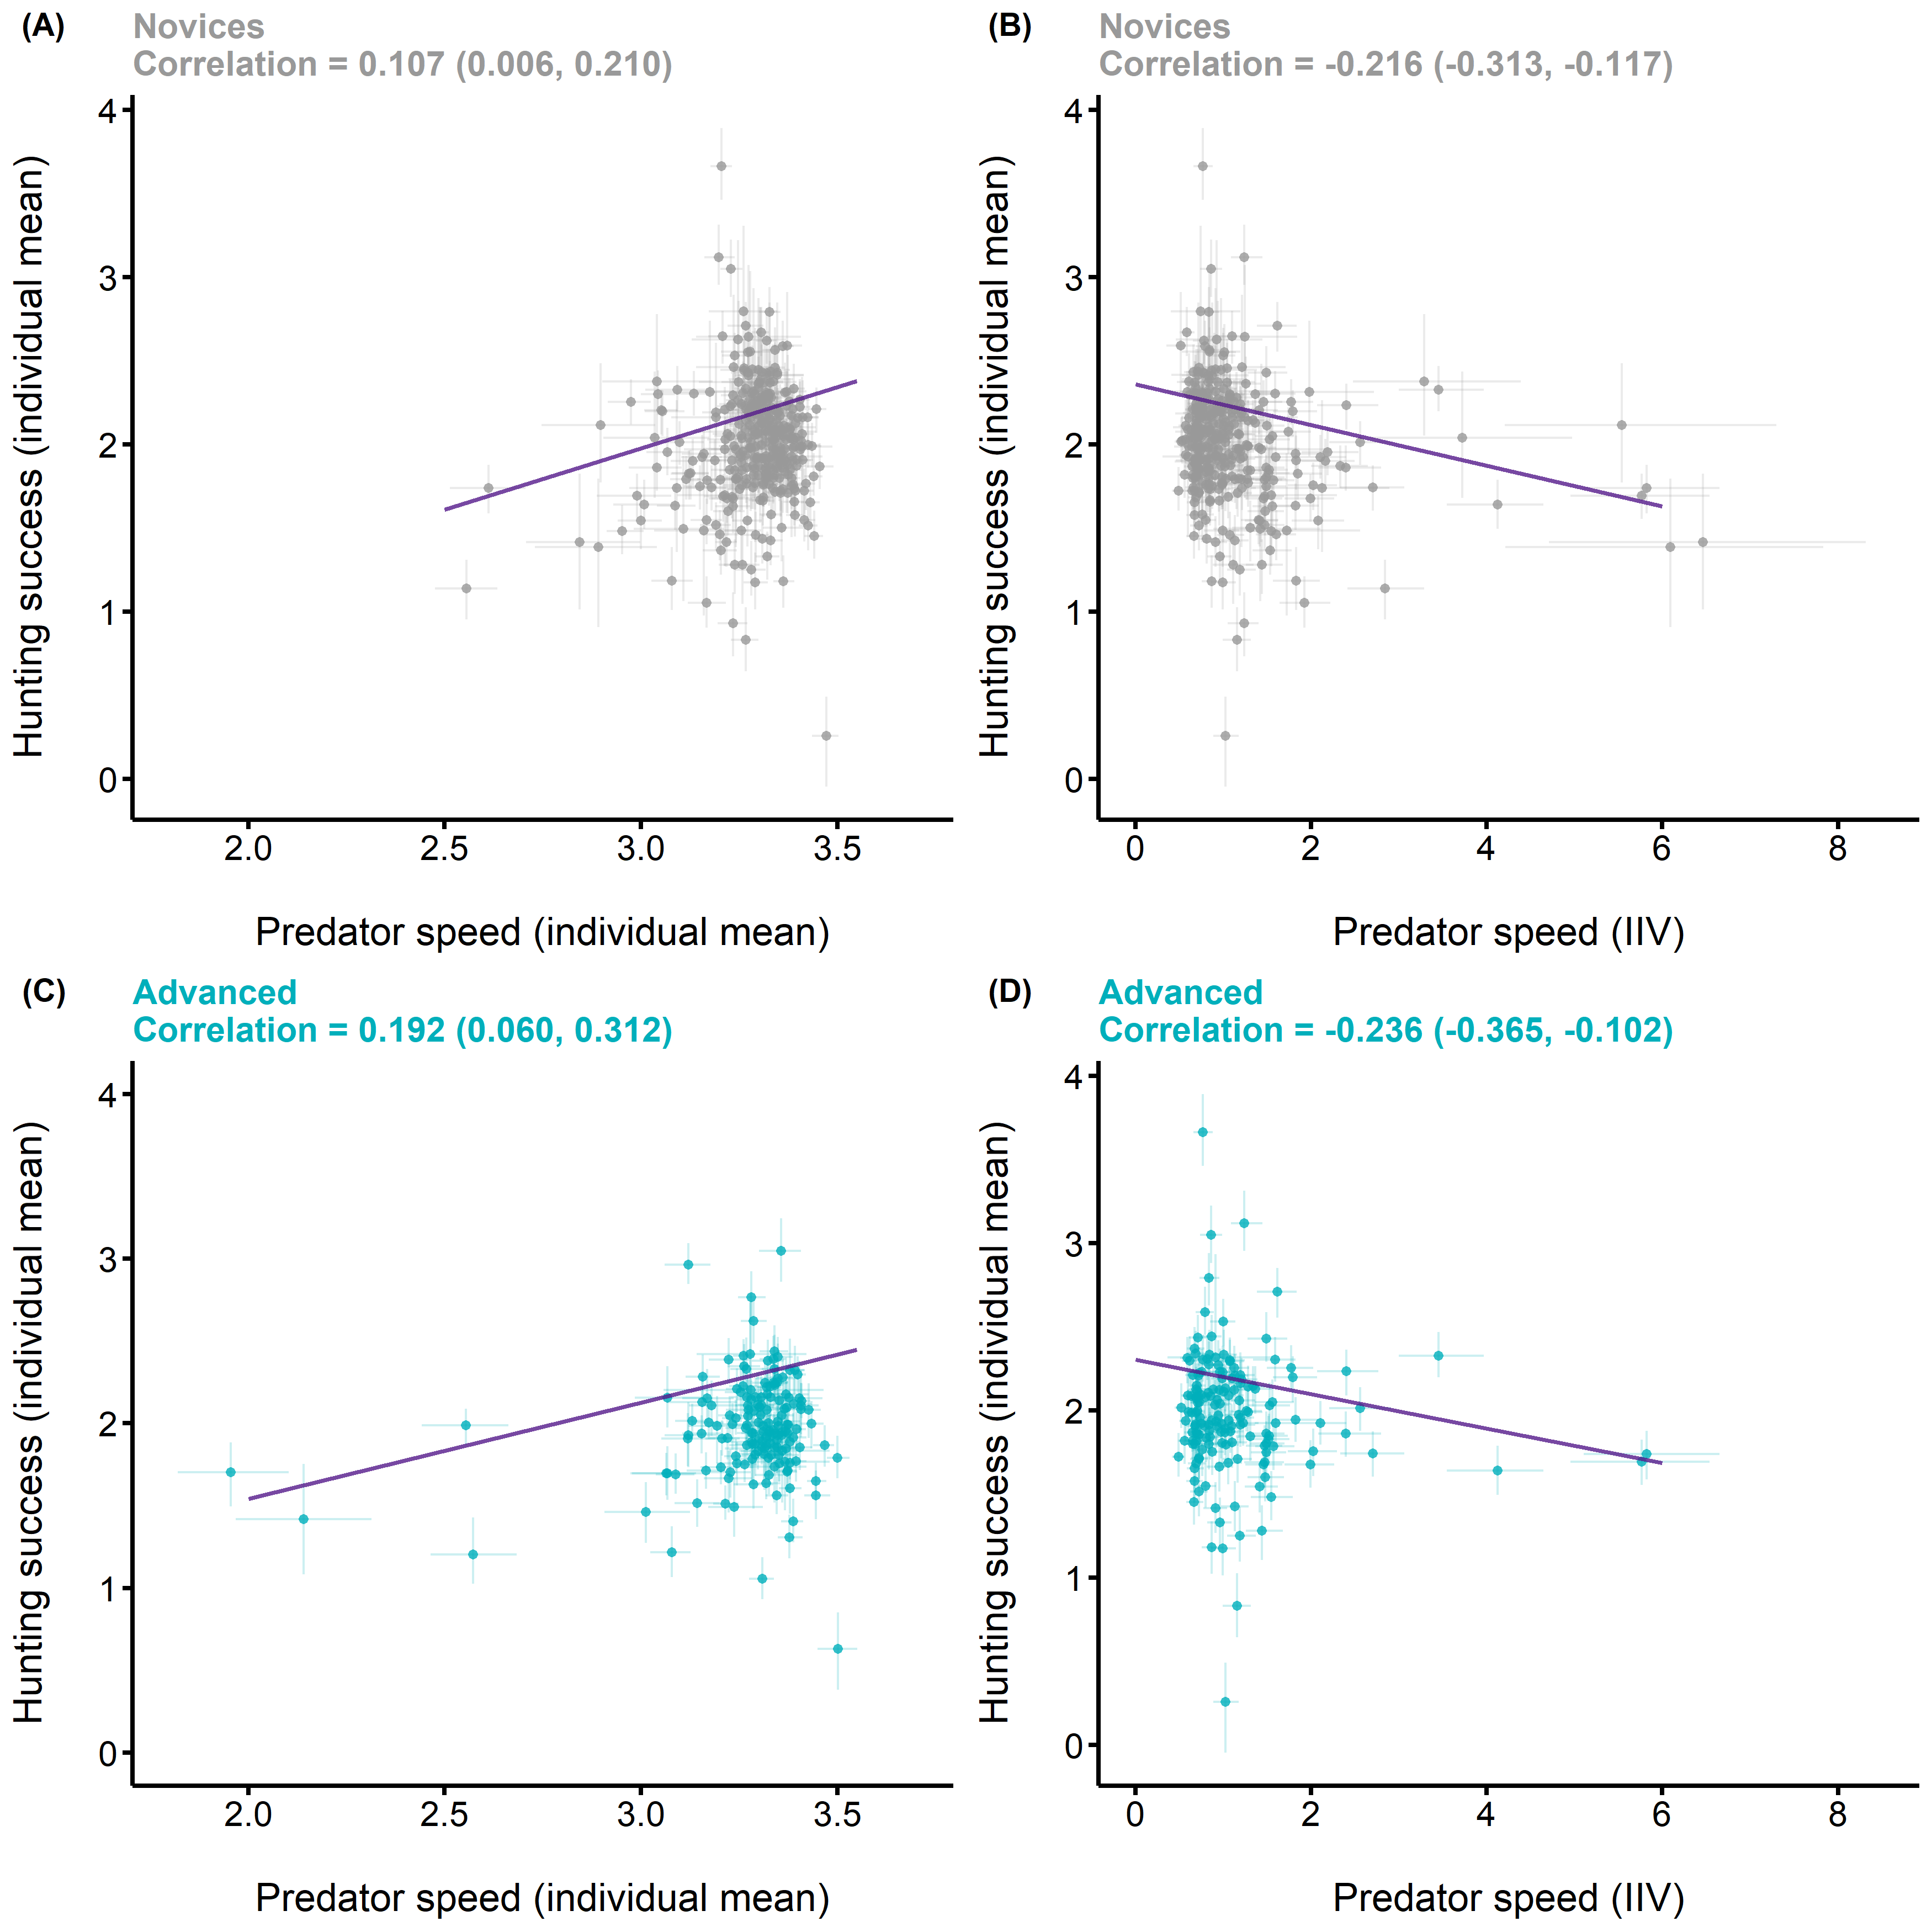 (A)
Novices
Correlation = 0.107 (0.006, 0.210)
Hunting success (individual mean)
4
3
2
1
0
2.0 2.5 3.0 3.5
Predator speed (individual mean)
(B)
Novices
Correlation = -0.216 (-0.313, -0.117)
Hunting success (individual mean)
4
3
2
1
0
0 2 4 6 8
Predator speed (IIV)
(C)
Advanced
Correlation = 0.192 (0.060, 0.312)
Hunting success (individual mean)
4
3
2
1
0
2.0 2.5 3.0 3.5
Predator speed (individual mean)
(D)
Advanced
Correlation = -0.236 (-0.365, -0.102)
Hunting success (individual mean)
4
3
2
1
0
0 2 4 6 8
Predator speed (IIV)